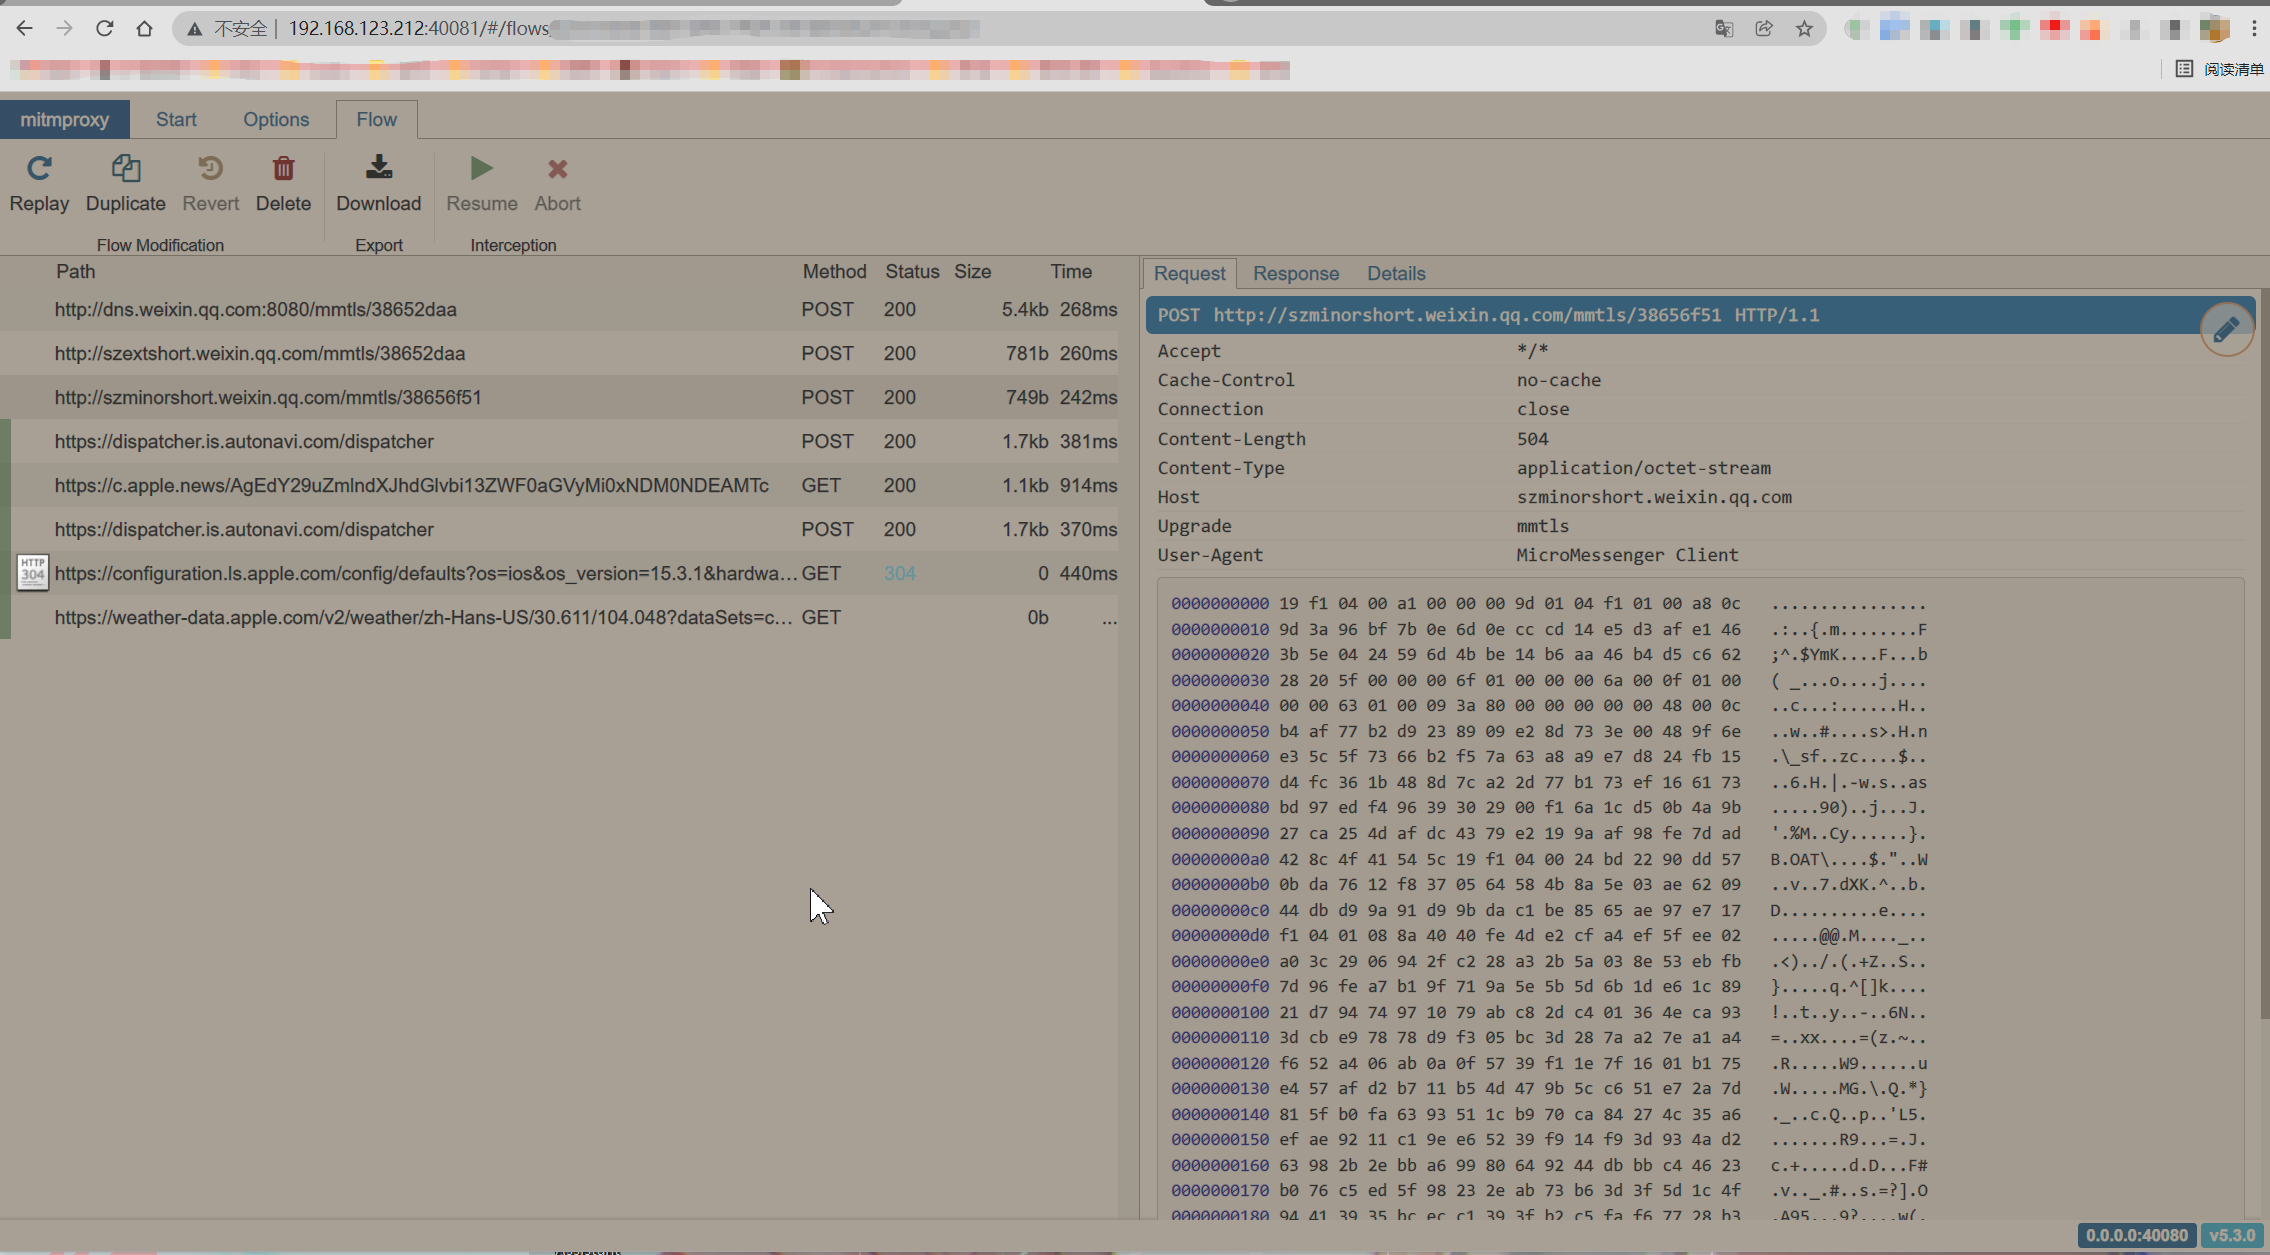 不安全 | 192.168.123.212:40081/#/flows
阅读清单
mitmproxy Start Options Flow
Replay Duplicate Revert Delete Download Resume Abort
Flow Modification Export Interception
Path Method Status Size Time
http://dns.weixin.qq.com:8080/mmtls/38652daa POST 200 5.4kb 268ms
http://szextshort.weixin.qq.com/mmtls/38652daa POST 200 781b 260ms
http://szminorshort.weixin.qq.com/mmtls/38656f51 POST 200 749b 242ms
https://dispatcher.is.autonavi.com/dispatcher POST 200 1.7kb 381ms
https://c.apple.news/AgEdY29uZmlndXJhdGlvbi13ZWF0aGVyMi0xNDM0NDEAMTc GET 200 1.1kb 914ms
https://dispatcher.is.autonavi.com/dispatcher POST 200 1.7kb 370ms
HTTP 304 https://configuration.ls.apple.com/config/defaults?os=ios&os_version=15.3.1&hardwa... GET 304 0 440ms
https://weather-data.apple.com/v2/weather/zh-Hans-US/30.611/104.048?dataSets=c... GET 0b ...
Request Response Details
POST http://szminorshort.weixin.qq.com/mmtls/38656f51 HTTP/1.1
Accept */*
Cache-Control no-cache
Connection close
Content-Length 504
Content-Type application/octet-stream
Host szminorshort.weixin.qq.com
Upgrade mmtls
User-Agent MicroMessenger Client
0000000000 19 f1 04 00 a1 00 00 00 9d 01 04 f1 01 00 a8 0c ................
0000000010 9d 3a 96 bf 7b 0e 6d 0e cc cd 14 e5 d3 af e1 46 .:..{.m........F
0000000020 3b 5e 04 24 59 6d 4b be 14 b6 aa 46 b4 d5 c6 62 ;^.$YmK....F...b
0000000030 28 20 5f 00 00 00 6f 01 00 00 00 6a 00 0f 01 00 ( _...o....j....
0000000040 00 00 63 01 00 09 3a 80 00 00 00 00 00 48 00 0c ..c...:......H..
0000000050 b4 af 77 b2 d9 23 89 09 e2 8d 73 3e 00 48 9f 6e ..w..#....s>.H.n
0000000060 e3 5c 5f 73 66 b2 f5 7a 63 a8 a9 e7 d8 24 fb 15 .\_sf..zc....$..
0000000070 d4 fc 36 1b 48 8d 7c a2 2d 77 b1 73 ef 16 61 73 ..6.H.|.-w.s..as
0000000080 bd 97 ed f4 96 39 30 29 00 f1 6a 1c d5 0b 4a 9b .....90)..j...J.
0000000090 27 ca 25 4d af dc 43 79 e2 19 9a af 98 fe 7d ad '.%M..Cy......}.
00000000a0 42 8c 4f 41 54 5c 19 f1 04 00 24 bd 22 90 dd 57 B.OAT\....$."..W
00000000b0 0b da 76 12 f8 37 05 64 58 4b 8a 5e 03 ae 62 09 ..v..7.dXK.^..b.
00000000c0 44 db d9 9a 91 d9 9b da c1 be 85 65 ae 97 e7 17 D..........e....
00000000d0 f1 04 01 08 8a 40 40 fe 4d e2 cf a4 ef 5f ee 02 .....@@.M...._..
00000000e0 a0 3c 29 06 94 2f c2 28 a3 2b 5a 03 8e 53 eb fb .<)../.(.+Z..S..
00000000f0 7d 96 fe a7 b1 9f 71 9a 5e 5b 5d 6b 1d e6 1c 89 }.....q.^[]k....
0000000100 21 d7 94 74 97 10 79 ab c8 2d c4 01 36 4e ca 93 !..t..y..-..6N..
0000000110 3d cb e9 78 78 d9 f3 05 bc 3d 28 7a a2 7e a1 a4 =..xx....=(z.~..
0000000120 f6 52 a4 06 ab 0a 0f 57 39 f1 1e 7f 16 01 b1 75 .R.....W9......u
0000000130 e4 57 af d2 b7 11 b5 4d 47 9b 5c c6 51 e7 2a 7d .W.....MG.\.Q.*}
0000000140 81 5f b0 fa 63 93 51 1c b9 70 ca 84 27 4c 35 a6 ._..c.Q..p..'L5.
0000000150 ef ae 92 11 c1 9e e6 52 39 f9 14 f9 3d 93 4a d2 .......R9...=.J.
0000000160 63 98 2b 2e bb a6 99 80 64 92 44 db bb c4 46 23 c.+.....d.D...F#
0000000170 b0 76 c5 ed 5f 98 23 2e ab 73 b6 3d 3f 5d 1c 4f .v.._.#..s.=?].O
0000000180 94 41 39 35 bc ec c1 39 3f b2 c5 fa f6 77 28 b3 .A95...9?....w(.
0.0.0.0:40080 v5.3.0